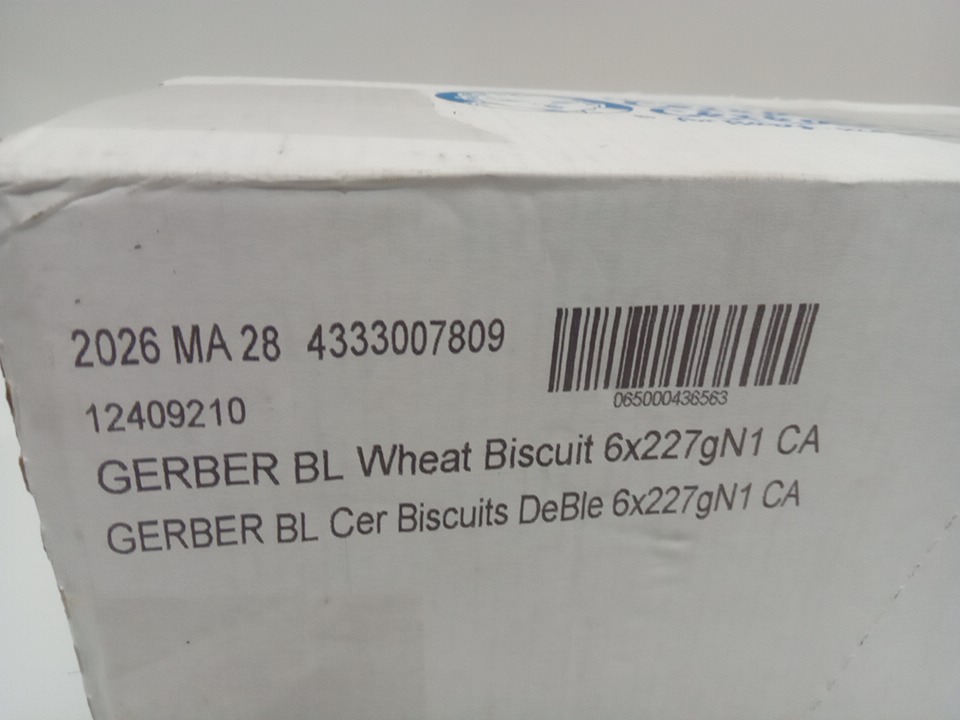 2026 MA 28 4333007809
065000436563
12409210
GERBER BL Wheat Biscuit 6x227gN1 CA
GERBER BL Cer Biscuits DeBle 6x227gN1 CA